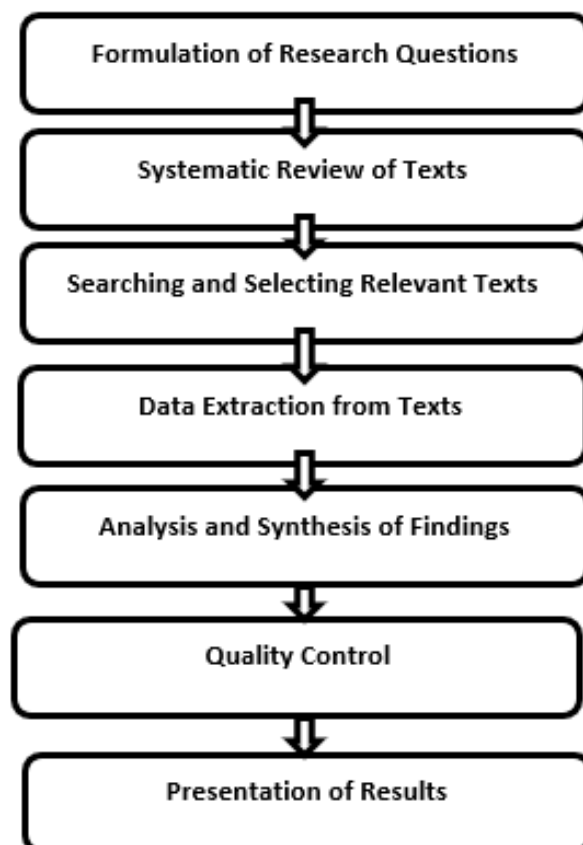 Formulation of Research Questions
Systematic Review of Texts
Searching and Selecting Relevant Texts
Data Extraction from Texts
Analysis and Synthesis of Findings
Quality Control
Presentation of Results